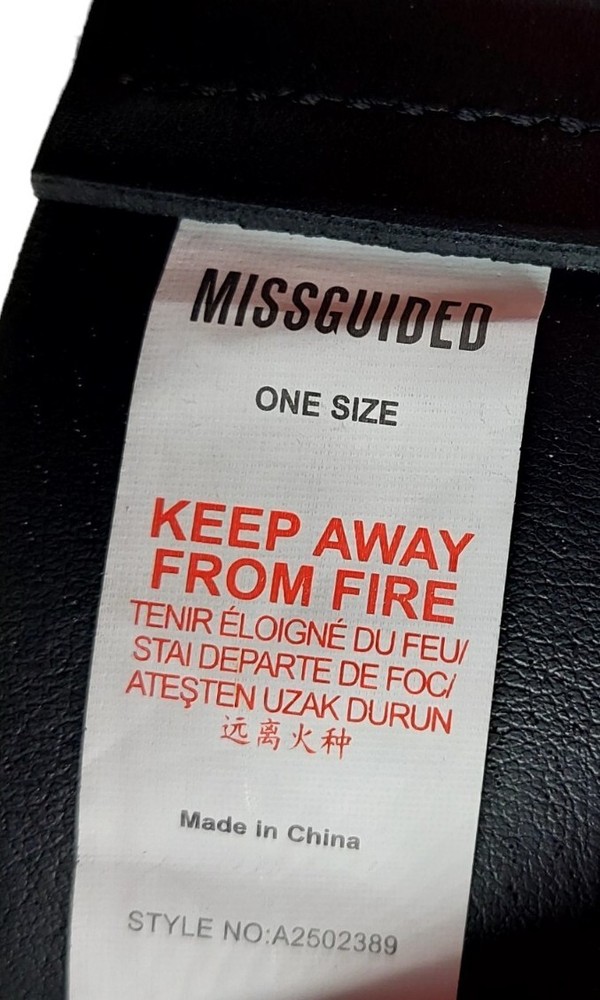 MISSGUIDED
ONE SIZE
KEEP AWAY
FROM FIRE
TENIR ÉLOIGNÉ DU FEU/
STAI DEPARTE DE FOC/
ATEŞTEN UZAK DURUN
远离火种
Made in China
STYLE NO:A2502389